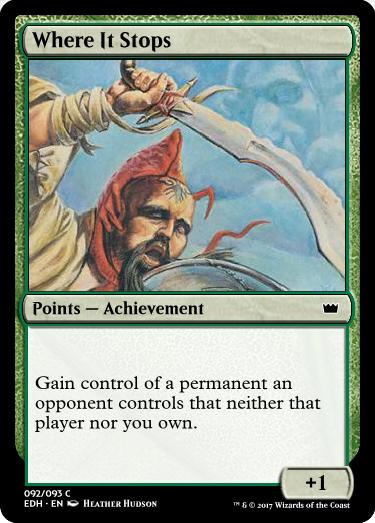 Where It Stops
Points — Achievement
Gain control of a permanent an
opponent controls that neither that
player nor you own.
+1
092/093 C
EDH • EN Heather Hudson
™ & © 2017 Wizards of the Coast